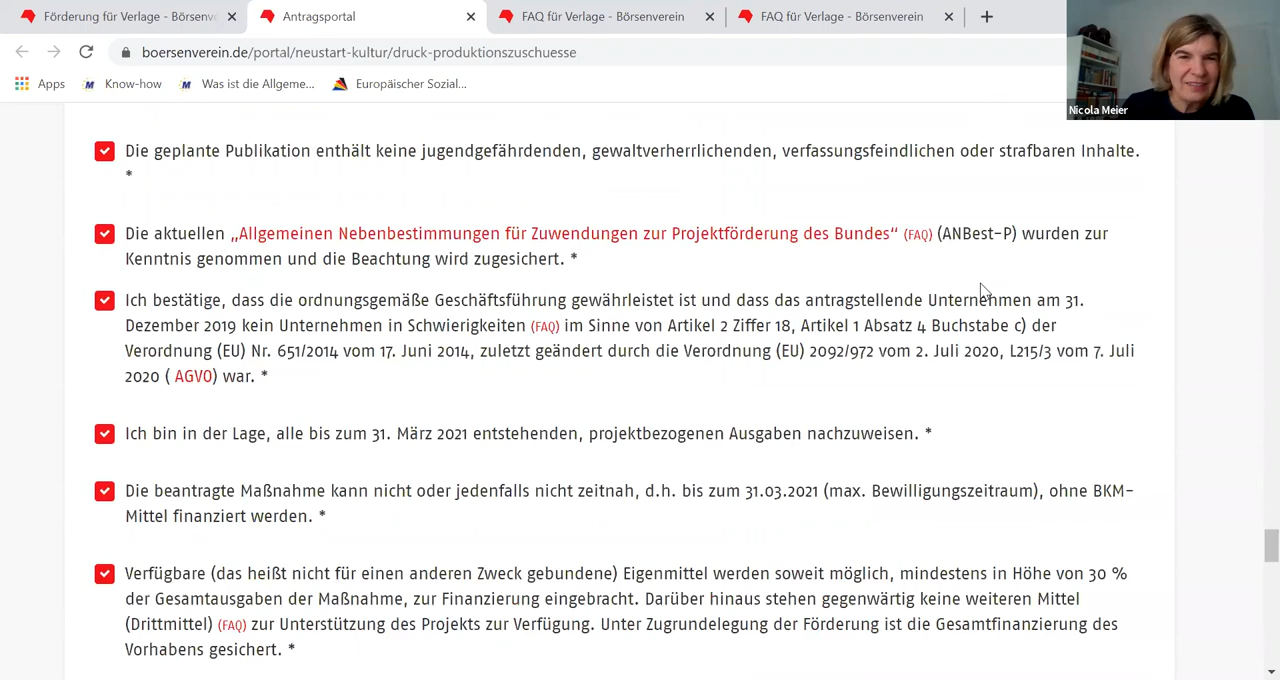 Förderung für Verlage - Börsenv
Antragsportal
FAQ für Verlage - Börsenverein
FAQ für Verlage - Börsenverein
boersenverein.de/portal/neustart-kultur/druck-produktionszuschuesse
Apps
Know-how
Was ist die Allgeme...
Europäischer Sozial...
Nicola Meier
Die geplante Publikation enthält keine jugendgefährdenden, gewaltverherrlichenden, verfassungsfeindlichen oder strafbaren Inhalte.
*
Die aktuellen „Allgemeinen Nebenbestimmungen für Zuwendungen zur Projektförderung des Bundes“ (FAQ) (ANBest-P) wurden zur
Kenntnis genommen und die Beachtung wird zugesichert. *
Ich bestätige, dass die ordnungsgemäße Geschäftsführung gewährleistet ist und dass das antragstellende Unternehmen am 31.
Dezember 2019 kein Unternehmen in Schwierigkeiten (FAQ) im Sinne von Artikel 2 Ziffer 18, Artikel 1 Absatz 4 Buchstabe c) der
Verordnung (EU) Nr. 651/2014 vom 17. Juni 2014, zuletzt geändert durch die Verordnung (EU) 2092/972 vom 2. Juli 2020, L215/3 vom 7. Juli
2020 ( AGVO) war. *
Ich bin in der Lage, alle bis zum 31. März 2021 entstehenden, projektbezogenen Ausgaben nachzuweisen. *
Die beantragte Maßnahme kann nicht oder jedenfalls nicht zeitnah, d.h. bis zum 31.03.2021 (max. Bewilligungszeitraum), ohne BKM-
Mittel finanziert werden. *
Verfügbare (das heißt nicht für einen anderen Zweck gebundene) Eigenmittel werden soweit möglich, mindestens in Höhe von 30 %
der Gesamtausgaben der Maßnahme, zur Finanzierung eingebracht. Darüber hinaus stehen gegenwärtig keine weiteren Mittel
(Drittmittel) (FAQ) zur Unterstützung des Projekts zur Verfügung. Unter Zugrundelegung der Förderung ist die Gesamtfinanzierung des
Vorhabens gesichert. *